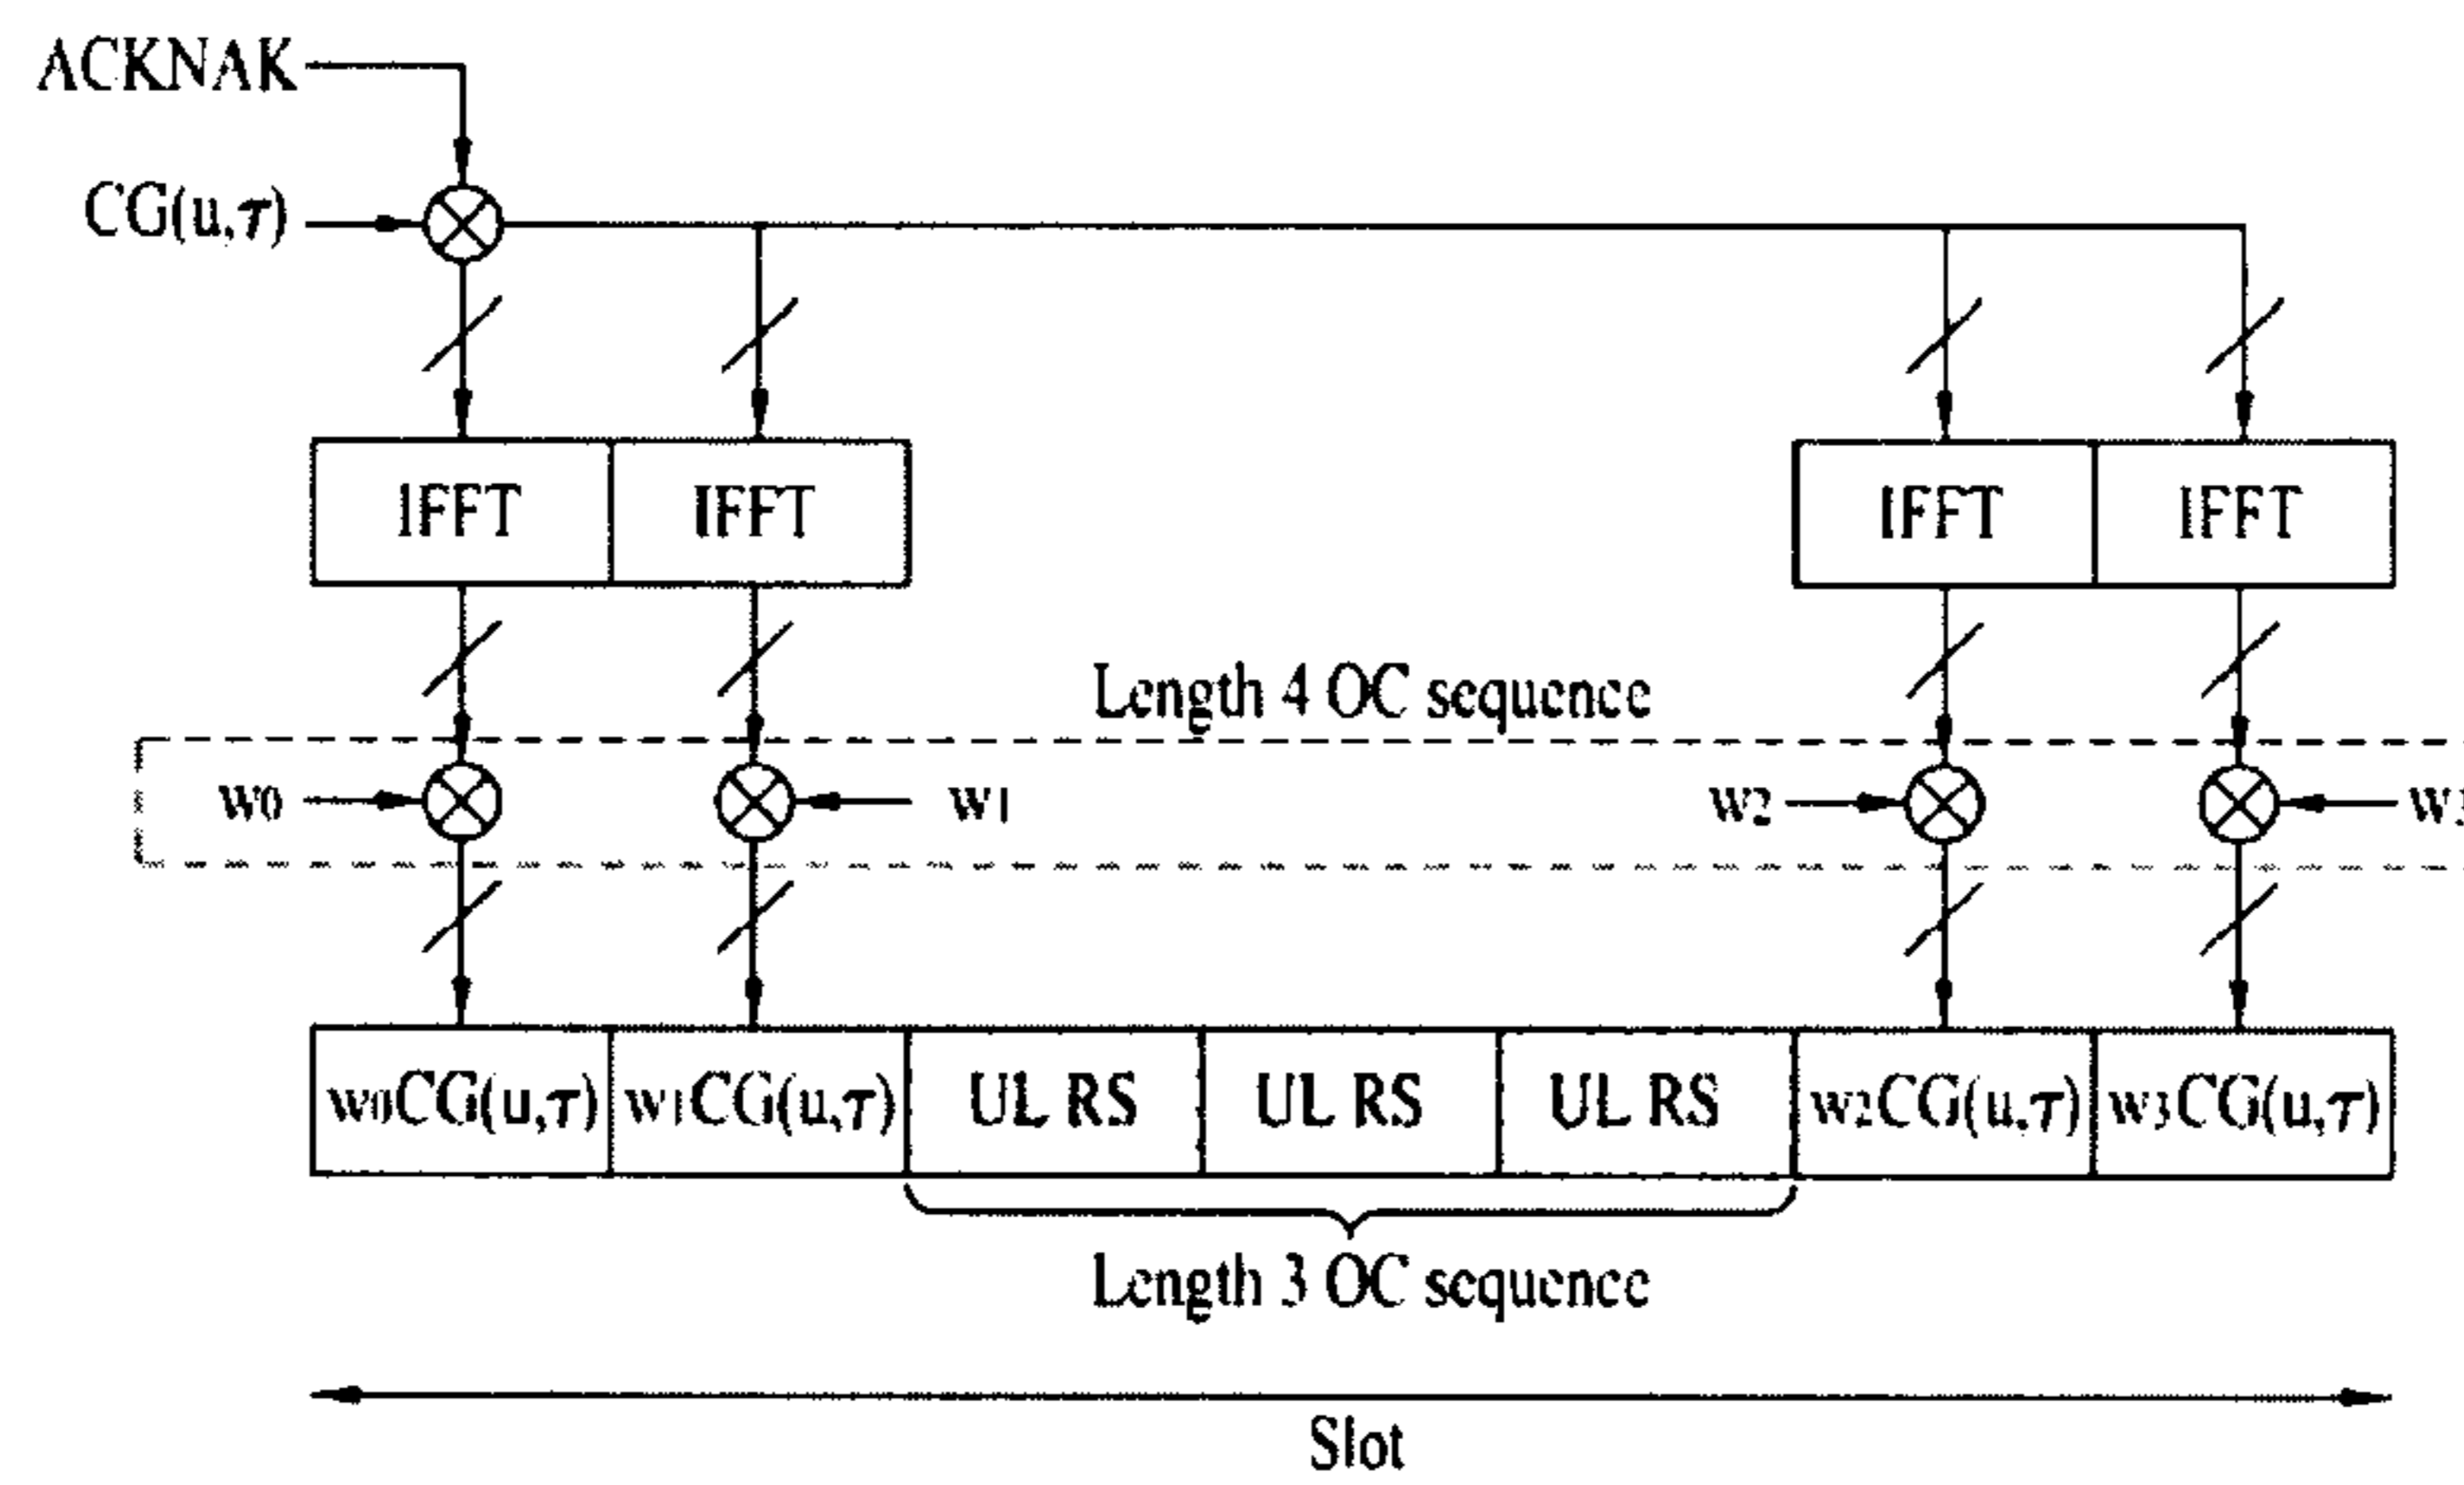 ACKNAK
CG(u,τ)
IFFT IFFT IFFT IFFT
Length 4 OC sequence
w0 w1 w2
w0CG(u,τ) w1CG(u,τ) UL RS UL RS UL RS w2CG(u,τ) w3CG(u,τ)
Length 3 OC sequence
Slot